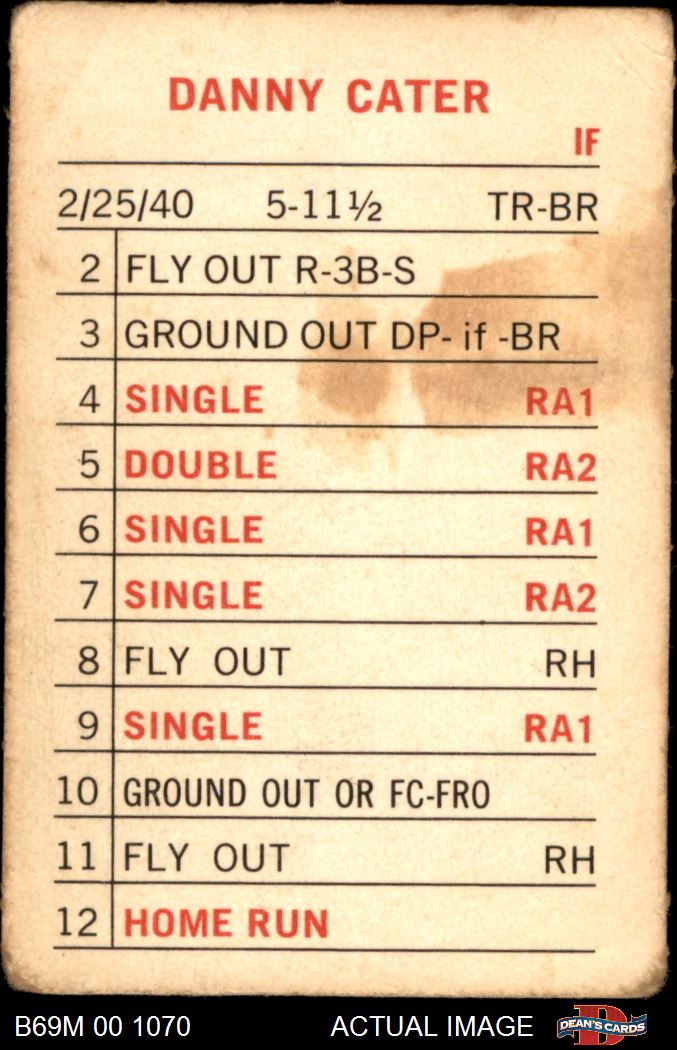 DANNY CATER
IF
2/25/40 5-11½ TR-BR
2 FLY OUT R-3B-S
3 GROUND OUT DP- if -BR
4 SINGLE RA1
5 DOUBLE RA2
6 SINGLE RA1
7 SINGLE RA2
8 FLY OUT RH
9 SINGLE RA1
10 GROUND OUT OR FC-FRO
11 FLY OUT RH
12 HOME RUN
B69M 00 1070 ACTUAL IMAGE D DEAN'S CARDS